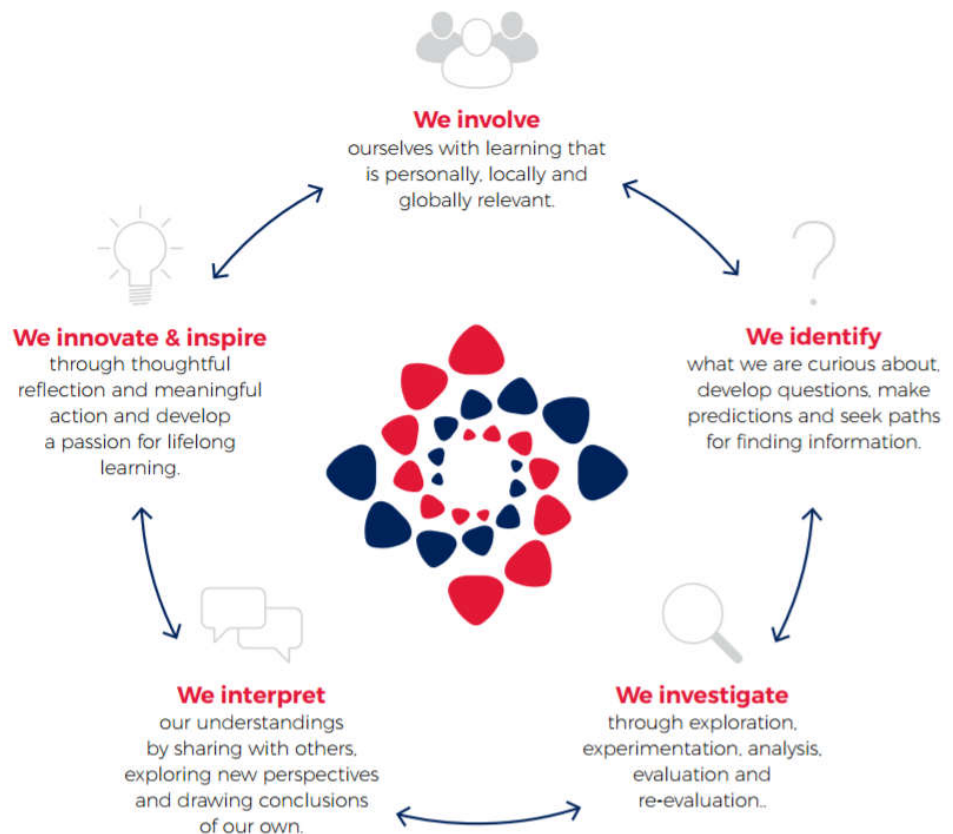 We involve
ourselves with learning that
is personally, locally and
globally relevant.
We identify
what we are curious about,
develop questions, make
predictions and seek paths
for finding information.
We investigate
through exploration,
experimentation, analysis,
evaluation and
re-evaluation..
We interpret
our understandings
by sharing with others,
exploring new perspectives
and drawing conclusions
of our own.
We innovate & inspire
through thoughtful
reflection and meaningful
action and develop
a passion for lifelong
learning.